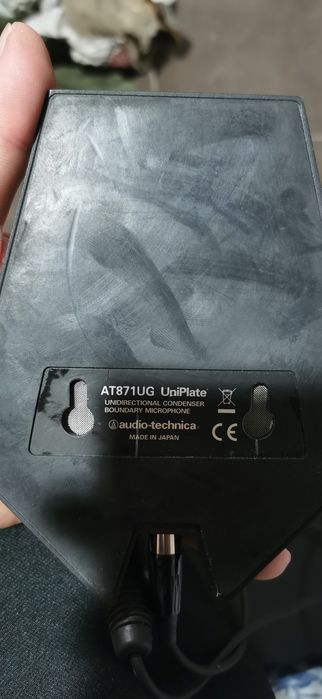 AT871UG UniPlate®
UNIDIRECTIONAL CONDENSER
BOUNDARY MICROPHONE
audio-technica
MADE IN JAPAN
CE